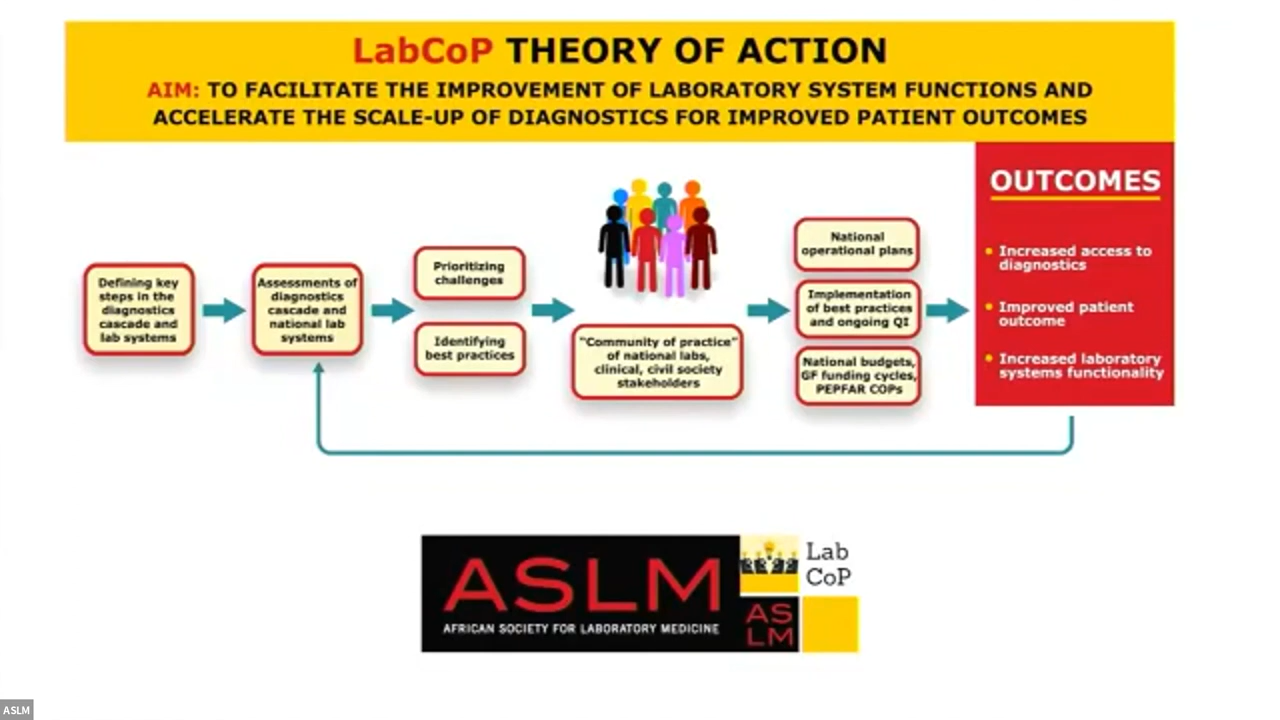 LabCoP THEORY OF ACTION
AIM: TO FACILITATE THE IMPROVEMENT OF LABORATORY SYSTEM FUNCTIONS AND
ACCELERATE THE SCALE-UP OF DIAGNOSTICS FOR IMPROVED PATIENT OUTCOMES
Defining key
steps in the
diagnostics
cascade and
lab systems
Assessments of
diagnostics
cascade and
national lab
systems
Prioritizing
challenges
Identifying
best practices
"Community of practice"
of national labs,
clinical, civil society
stakeholders
National
operational plans
Implementation
of best practices
and ongoing QI
National budgets,
GF funding cycles,
PEPFAR COPs
OUTCOMES
• Increased access to
diagnostics
• Improved patient
outcome
• Increased laboratory
systems functionality
ASLM
AFRICAN SOCIETY FOR LABORATORY MEDICINE
Lab
CoP
AS
LM
ASLM